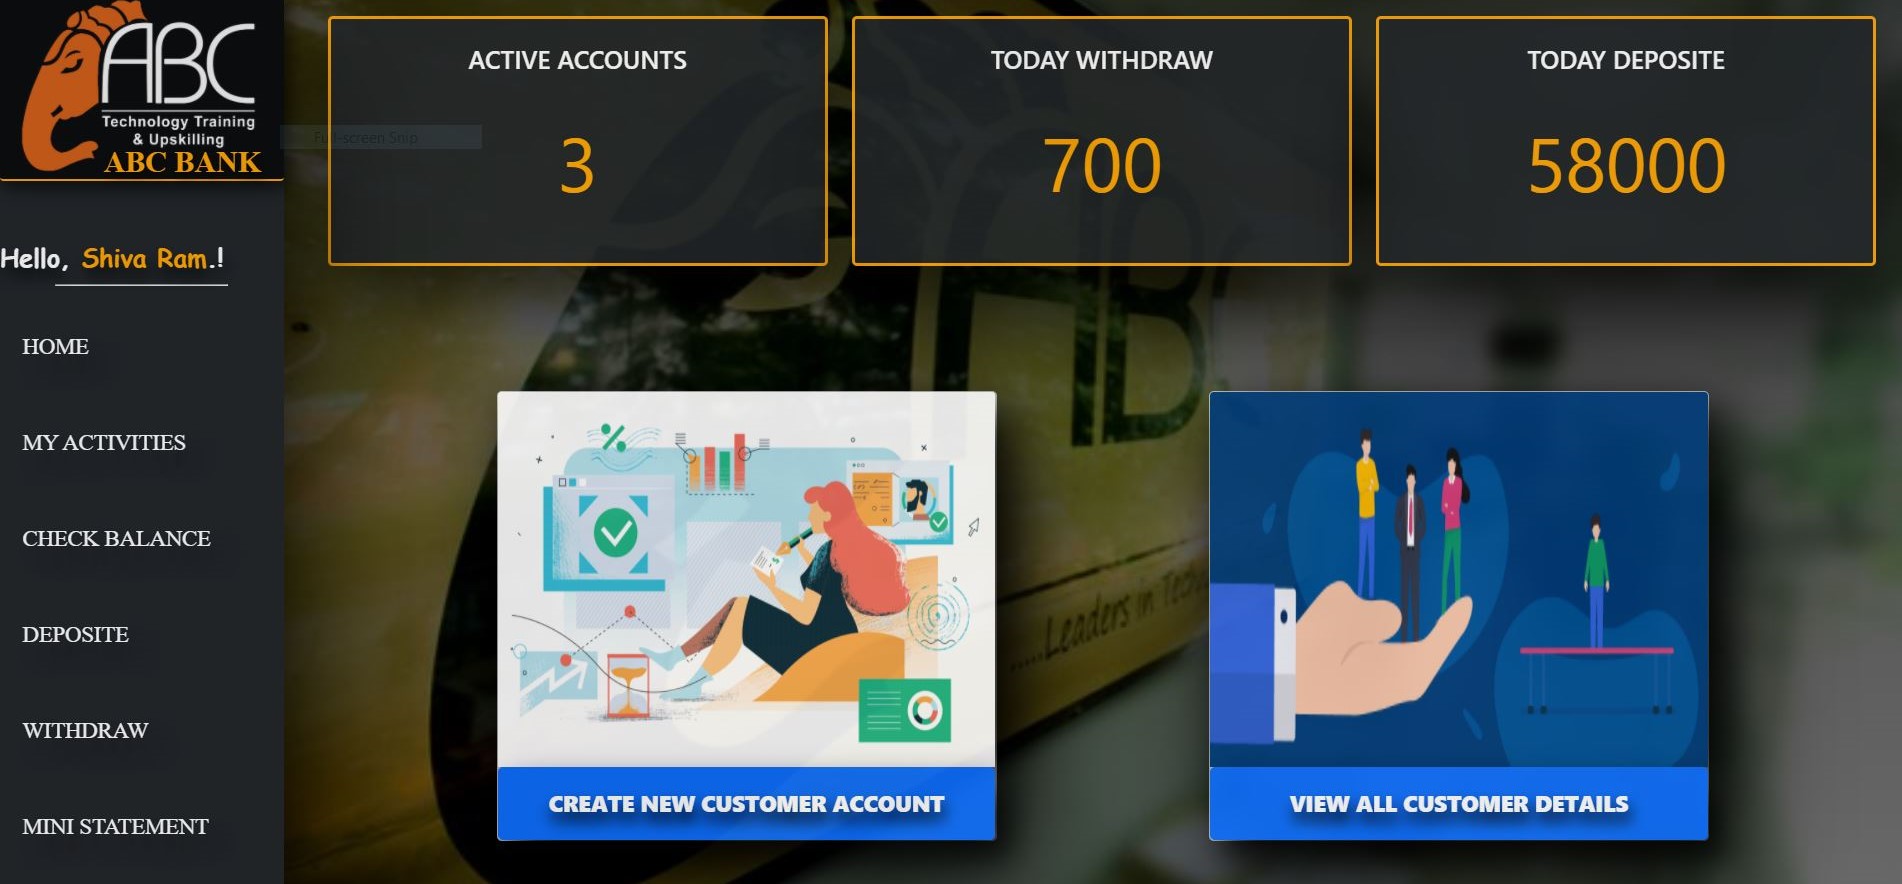 ABC
Technology Training
& Upskilling
ABC BANK
Hello, Shiva Ram.!
HOME
MY ACTIVITIES
CHECK BALANCE
DEPOSITE
WITHDRAW
MINI STATEMENT
Full-screen Snip
ACTIVE ACCOUNTS
3
TODAY WITHDRAW
700
TODAY DEPOSITE
58000
AB
.....Leaders in
CREATE NEW CUSTOMER ACCOUNT
VIEW ALL CUSTOMER DETAILS